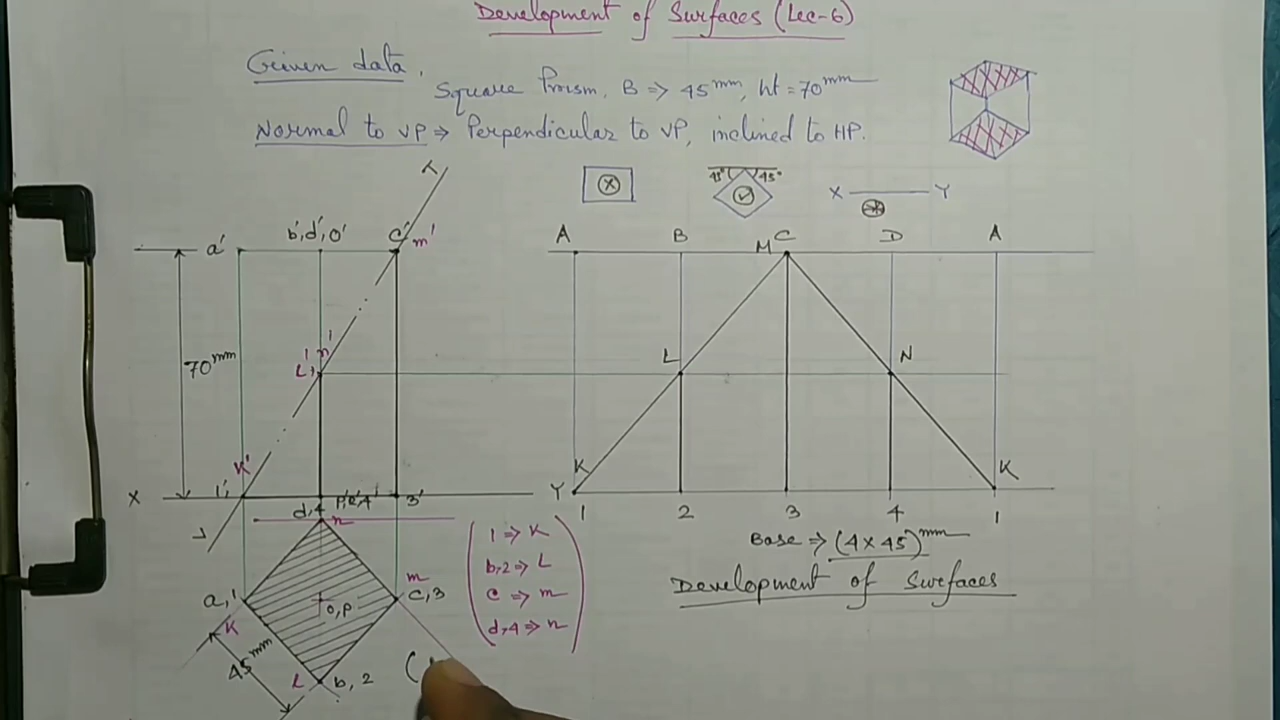 Development of Surfaces (Lec-6)
Given data,
Square Prism, B ⇒ 45mm, ht = 70mm
Normal to VP ⇒ Perpendicular to VP, inclined to HP.
T
45° 45°
X Y
a' b', d', o' c' m'
A B M C D A
70mm
L', n'
L N
K' K K
X 1' 3' Y
1 2 3 4 1
d, 4 n
Base ⇒ (4 x 45) mm
Development of Surfaces
1 ⇒ K
b, 2 ⇒ L
c ⇒ m
d, 4 ⇒ n
m
a, 1 o, p c, 3
K
45mm
L b, 2
(